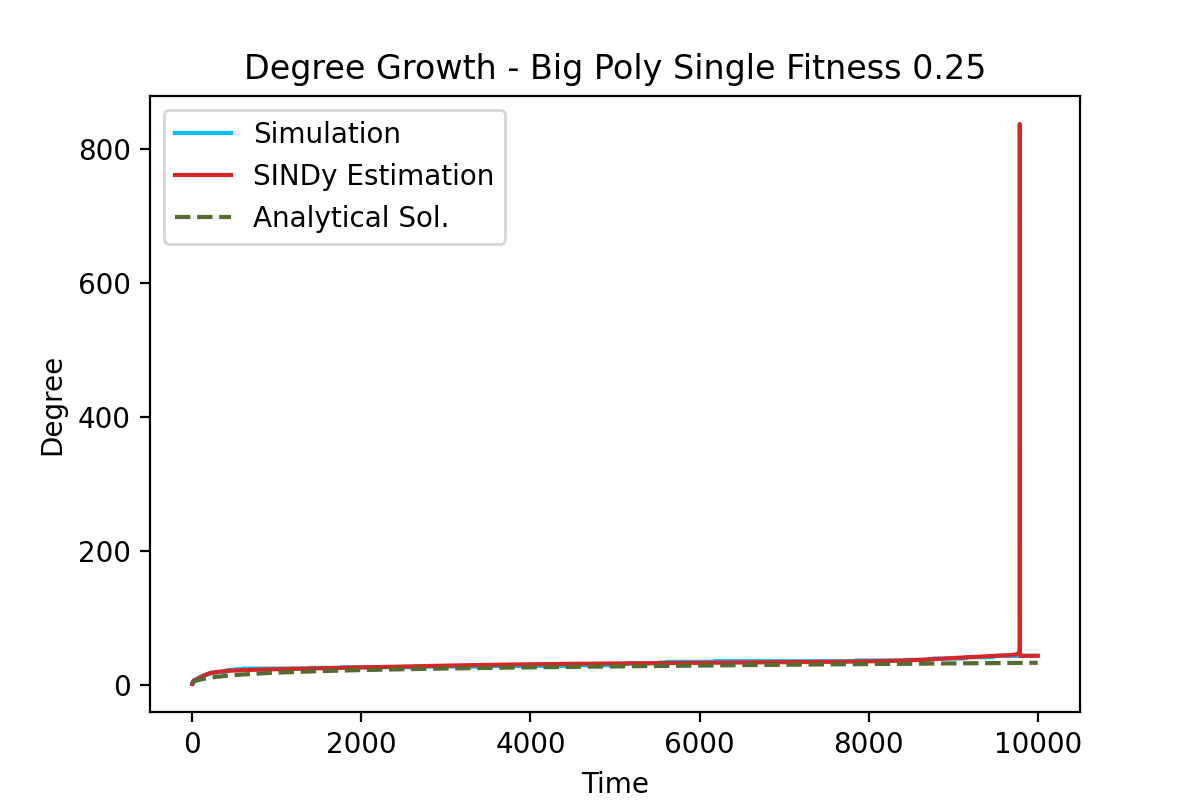 Degree Growth - Big Poly Single Fitness 0.25
Simulation
SINDy Estimation
Analytical Sol.
800
600
400
200
0
Degree
0 2000 4000 6000 8000 10000
Time